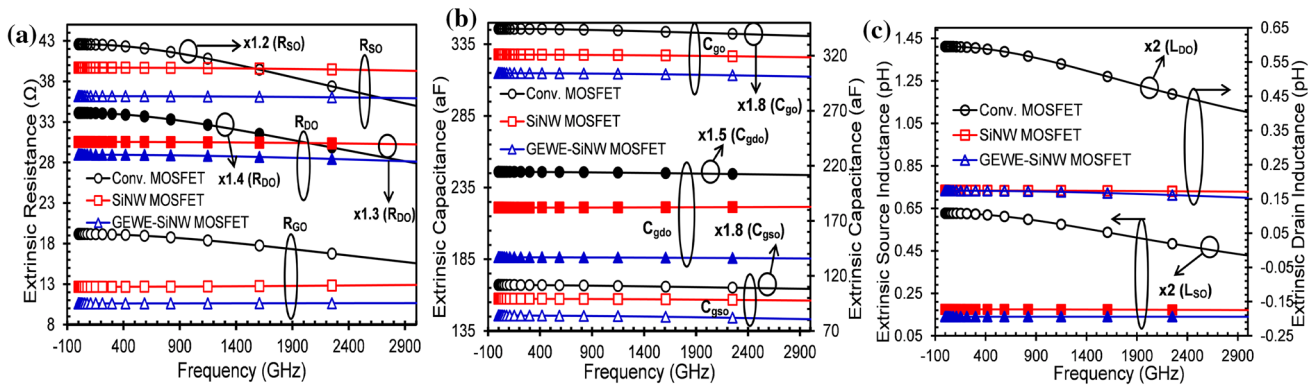 (a)
43
38
33
28
23
18
13
8
Extrinsic Resistance (Ω)
x1.2 (RSO)
RSO
RDO
x1.4 (RDO)
x1.3 (RDO)
Conv. MOSFET
SiNW MOSFET
GEWE-SiNW MOSFET
RGO
-100 400 900 1400 1900 2400 2900
Frequency (GHz)
(b)
335
285
235
185
135
Extrinsic Capacitance (aF)
Cgo
x1.8 (Cgo)
Conv. MOSFET
SiNW MOSFET
GEWE-SiNW MOSFET
x1.5 (Cgdo)
Cgdo
x1.8 (Cgso)
Cgso
320
270
220
170
120
70
Extrinsic Capacitance (aF)
-100 400 900 1400 1900 2400 2900
Frequency (GHz)
(c)
1.45
1.25
1.05
0.85
0.65
0.45
0.25
0.05
Extrinsic Source Inductance (pH)
x2 (LDO)
Conv. MOSFET
SiNW MOSFET
GEWE-SiNW MOSFET
x2 (LSO)
0.65
0.55
0.45
0.35
0.25
0.15
0.05
-0.05
-0.15
-0.25
Extrinsic Drain Inductance (pH)
-100 400 900 1400 1900 2400 2900
Frequency (GHz)